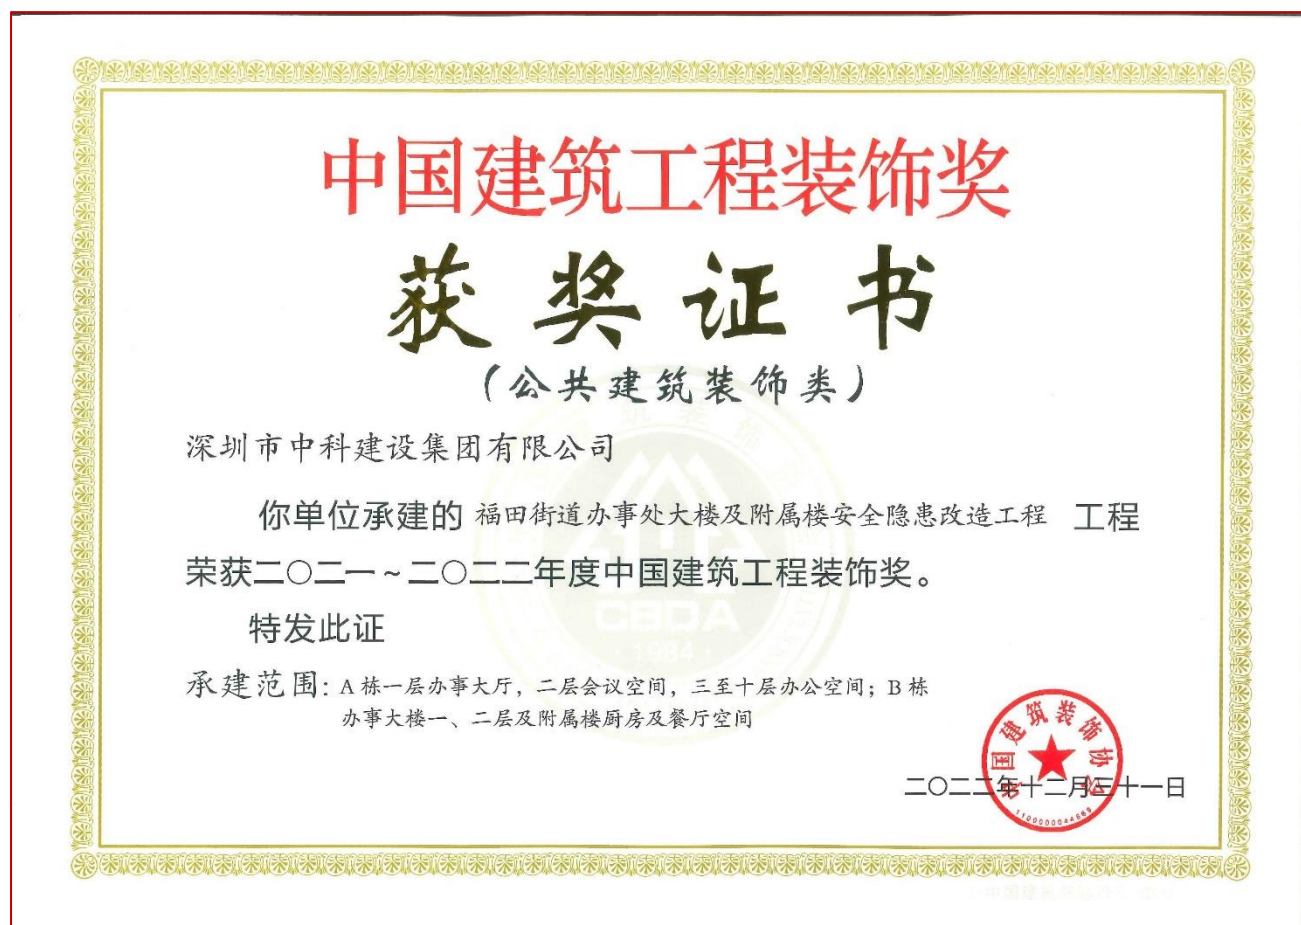 中国建筑工程装饰奖
获奖证书
(公共建筑装饰类)
深圳市中科建设集团有限公司
你单位承建的 福田街道办事处大楼及附属楼安全隐患改造工程 工程
荣获二〇二一~二〇二二年度中国建筑工程装饰奖。
特发此证
CBDA
·1984·
承建范围: A 栋一层办事大厅，二层会议空间，三至十层办公空间；B 栋
办事大楼一、二层及附属楼厨房及餐厅空间
中国建筑装饰协会
二〇二二年十二月三十一日